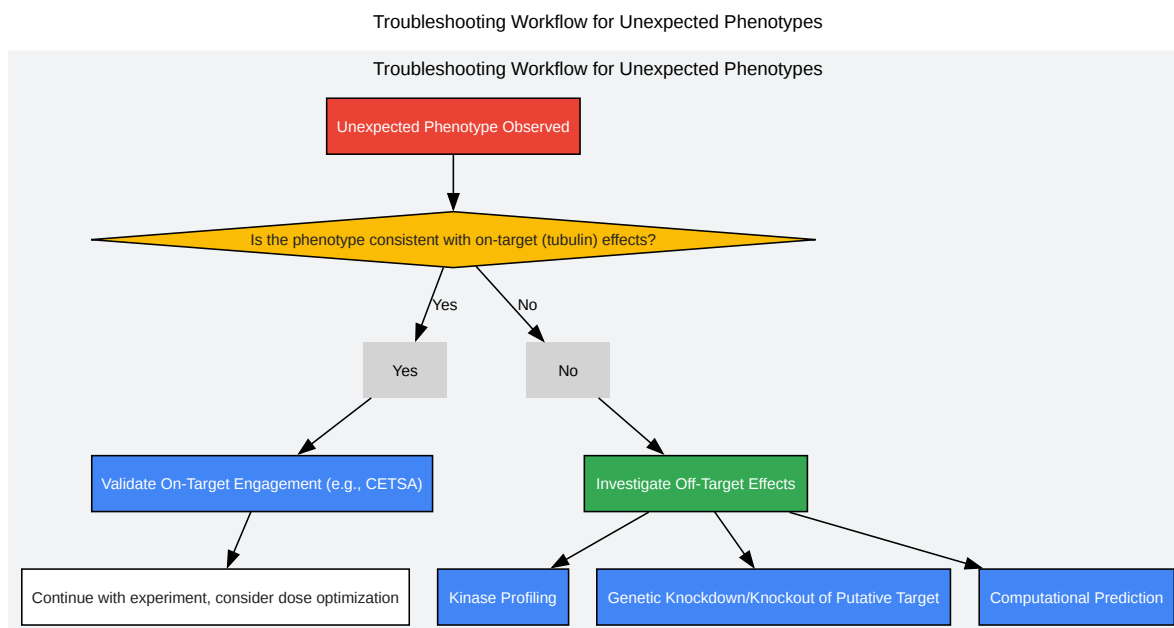 Troubleshooting Workflow for Unexpected Phenotypes
Troubleshooting Workflow for Unexpected Phenotypes
Unexpected Phenotype Observed
Is the phenotype consistent with on-target (tubulin) effects?
Yes
No
Yes
No
Validate On-Target Engagement (e.g., CETSA)
Investigate Off-Target Effects
Continue with experiment, consider dose optimization
Kinase Profiling
Genetic Knockdown/Knockout of Putative Target
Computational Prediction